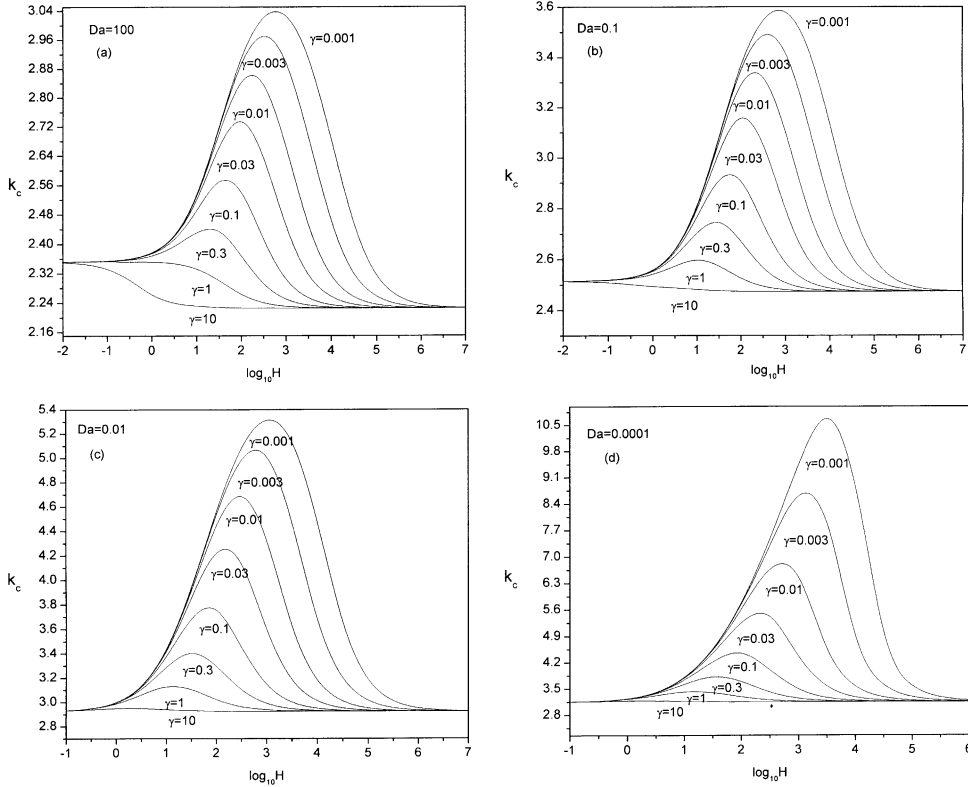 Da=100
(a)
γ=0.001
γ=0.003
γ=0.01
γ=0.03
γ=0.1
γ=0.3
γ=1
γ=10
3.04
2.96
2.88
2.80
2.72
2.64
2.56
2.48
2.40
2.32
2.24
2.16
k_c
-2 -1 0 1 2 3 4 5 6 7
log₁₀H
Da=0.1
(b)
γ=0.001
γ=0.003
γ=0.01
γ=0.03
γ=0.1
γ=0.3
γ=1
γ=10
3.6
3.4
3.2
3.0
2.8
2.6
2.4
k_c
-2 -1 0 1 2 3 4 5 6 7
log₁₀H
Da=0.01
(c)
γ=0.001
γ=0.003
γ=0.01
γ=0.03
γ=0.1
γ=0.3
γ=1
γ=10
5.4
5.2
5.0
4.8
4.6
4.4
4.2
4.0
3.8
3.6
3.4
3.2
3.0
2.8
k_c
-1 0 1 2 3 4 5 6 7
log₁₀H
Da=0.0001
(d)
γ=0.001
γ=0.003
γ=0.01
γ=0.03
γ=0.1
γ=0.3
γ=1
γ=10
10.5
9.8
9.1
8.4
7.7
7.0
6.3
5.6
4.9
4.2
3.5
2.8
k_c
-1 0 1 2 3 4 5 6
log₁₀H